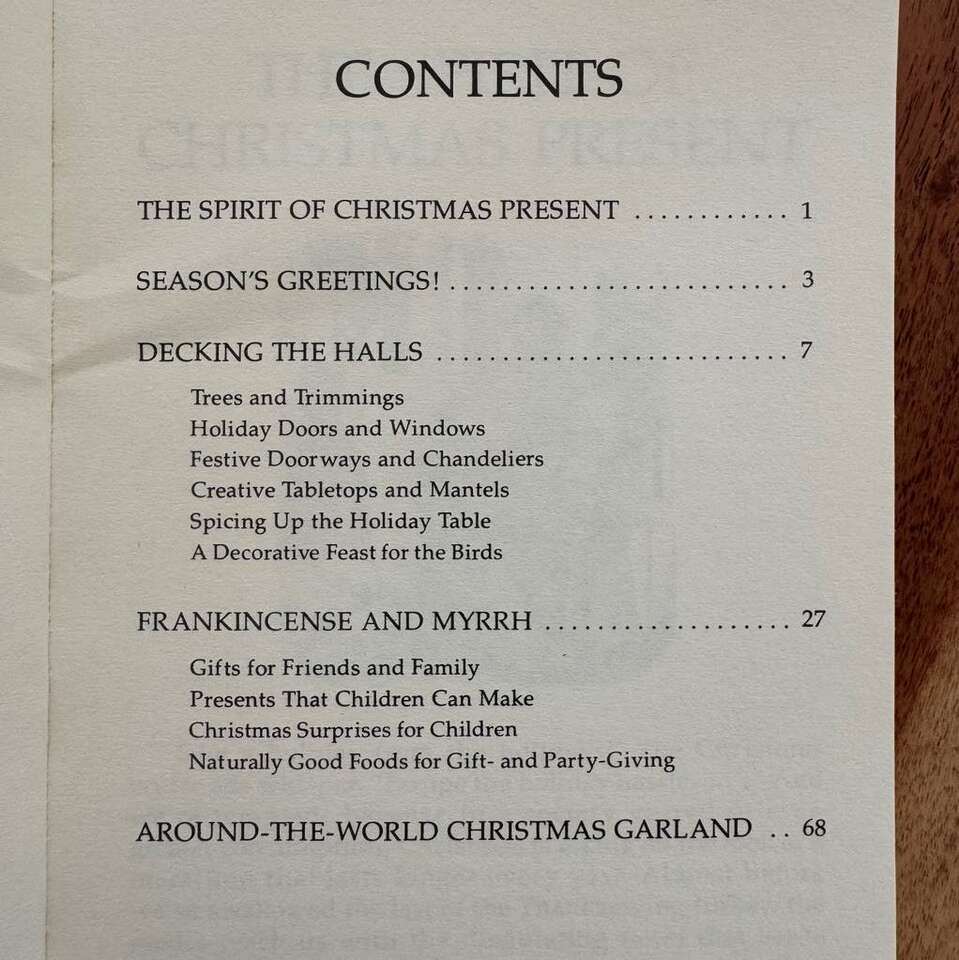 CONTENTS
THE SPIRIT OF CHRISTMAS PRESENT ............ 1
SEASON'S GREETINGS! .......................... 3
DECKING THE HALLS ........................... 7
Trees and Trimmings
Holiday Doors and Windows
Festive Doorways and Chandeliers
Creative Tabletops and Mantels
Spicing Up the Holiday Table
A Decorative Feast for the Birds
FRANKINCENSE AND MYRRH ................... 27
Gifts for Friends and Family
Presents That Children Can Make
Christmas Surprises for Children
Naturally Good Foods for Gift- and Party-Giving
AROUND-THE-WORLD CHRISTMAS GARLAND .. 68